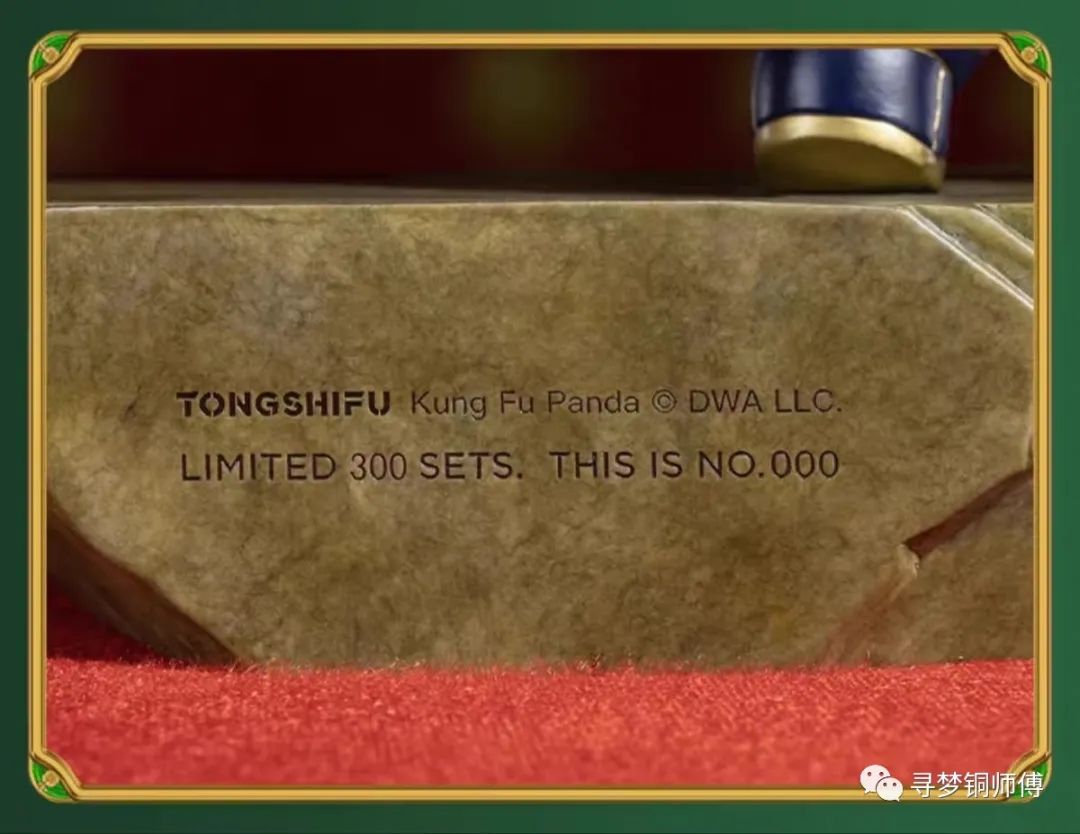 TONGSHIFU Kung Fu Panda © DWA LLC.
LIMITED 300 SETS. THIS IS NO.000
寻梦铜师傅